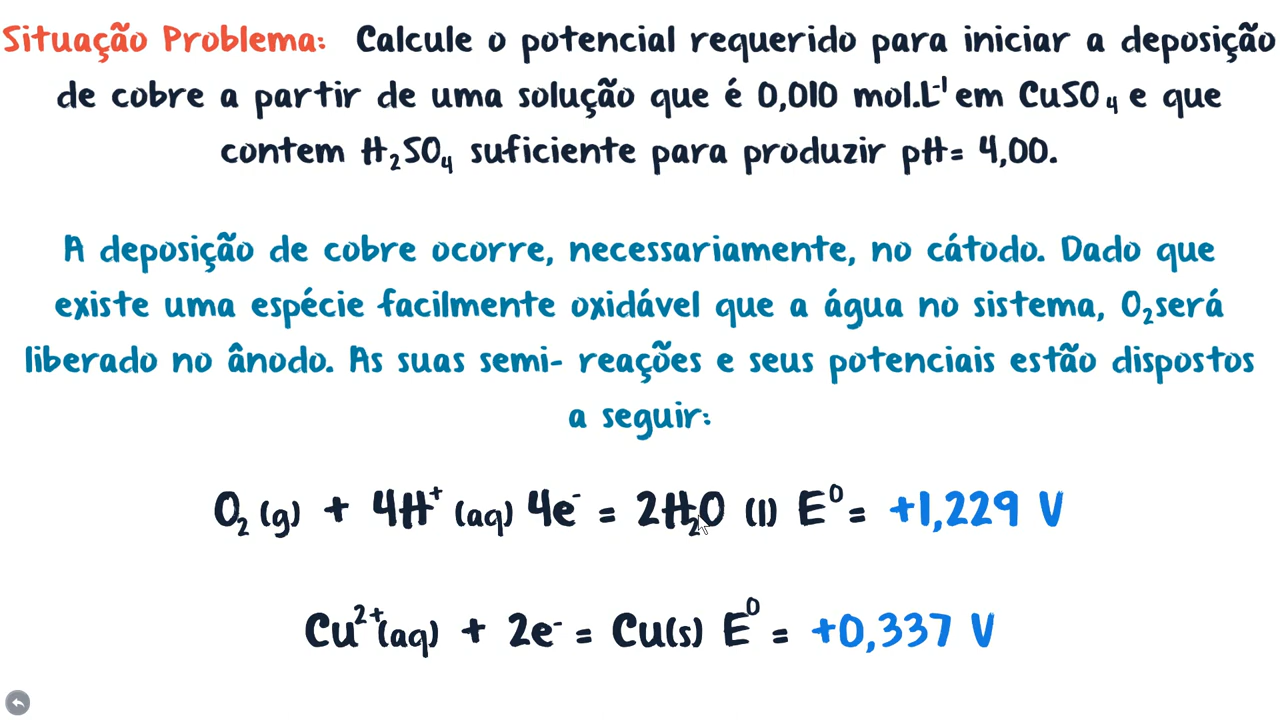 Situação Problema: Calcule o potencial requerido para iniciar a deposição
de cobre a partir de uma solução que é 0,010 mol.L⁻¹ em CuSO₄ e que
contem H₂SO₄ suficiente para produzir pH= 4,00.
A deposição de cobre ocorre, necessariamente, no cátodo. Dado que
existe uma espécie facilmente oxidável que a água no sistema, O₂ será
liberado no ânodo. As suas semi- reações e seus potenciais estão dispostos
a seguir:
O₂ (g) + 4H⁺ (aq) 4e⁻ = 2H₂O (l) E⁰ = +1,229 V
Cu²⁺(aq) + 2e⁻ = Cu(s) E⁰ = +0,337 V